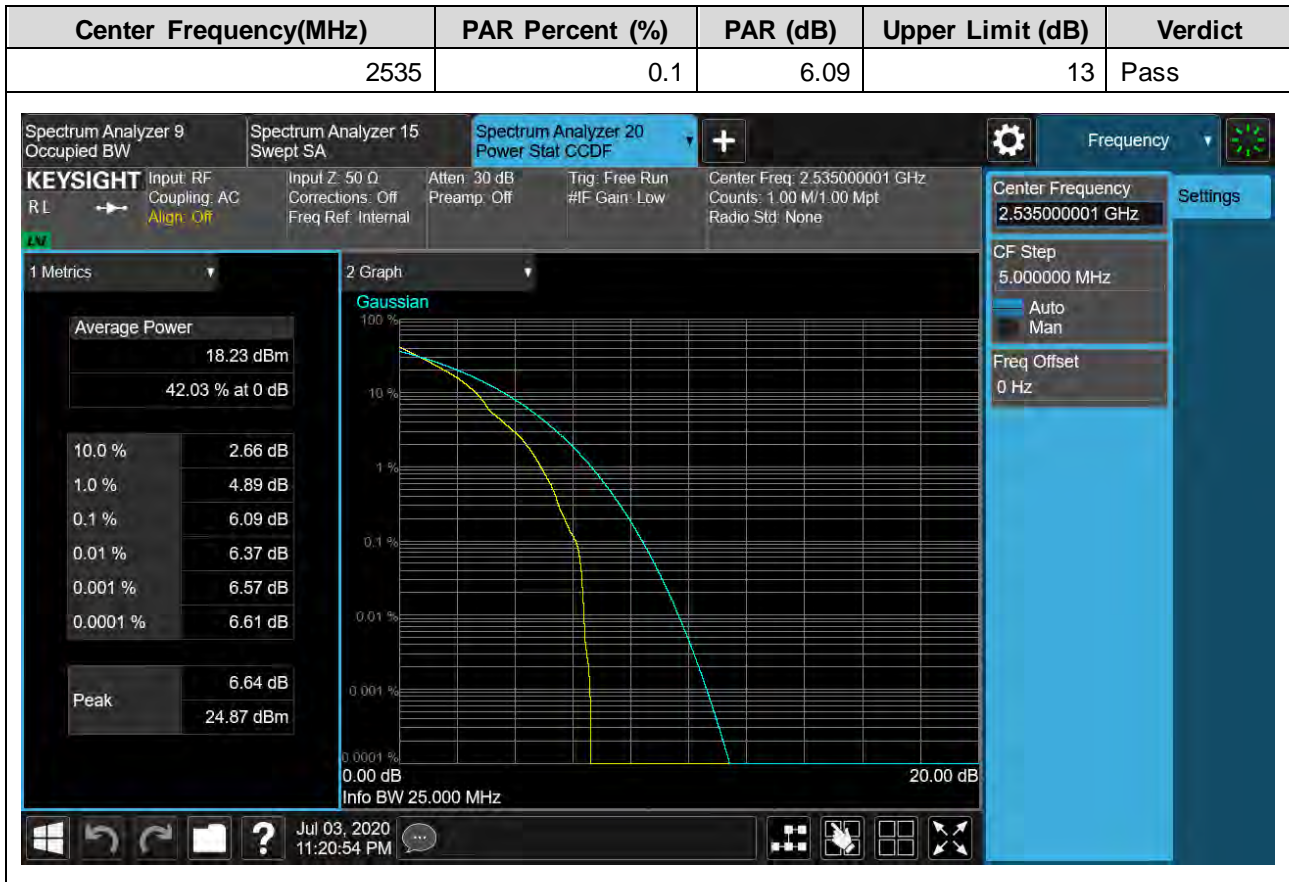 Center Frequency(MHz) PAR Percent (%) PAR (dB) Upper Limit (dB) Verdict
2535 0.1 6.09 13 Pass
Spectrum Analyzer 9
Occupied BW
Spectrum Analyzer 15
Swept SA
Spectrum Analyzer 20
Power Stat CCDF
Frequency
KEYSIGHT
RL
Input: RF
Coupling: AC
Align: Off
Input Z: 50 Ω
Corrections: Off
Freq Ref: Internal
Atten: 30 dB
Preamp: Off
Trig: Free Run
#IF Gain: Low
Center Freq: 2.535000001 GHz
Counts: 1.00 M/1.00 Mpt
Radio Std: None
Center Frequency
2.535000001 GHz
Settings
CF Step
5.000000 MHz
Auto
Man
Freq Offset
0 Hz
1 Metrics
Average Power
18.23 dBm
42.03 % at 0 dB
10.0 % 2.66 dB
1.0 % 4.89 dB
0.1 % 6.09 dB
0.01 % 6.37 dB
0.001 % 6.57 dB
0.0001 % 6.61 dB
Peak
6.64 dB
24.87 dBm
2 Graph
Gaussian
100 %
10 %
1 %
0.1 %
0.01 %
0.001 %
0.0001 %
0.00 dB 20.00 dB
Info BW 25.000 MHz
?
Jul 03, 2020
11:20:54 PM